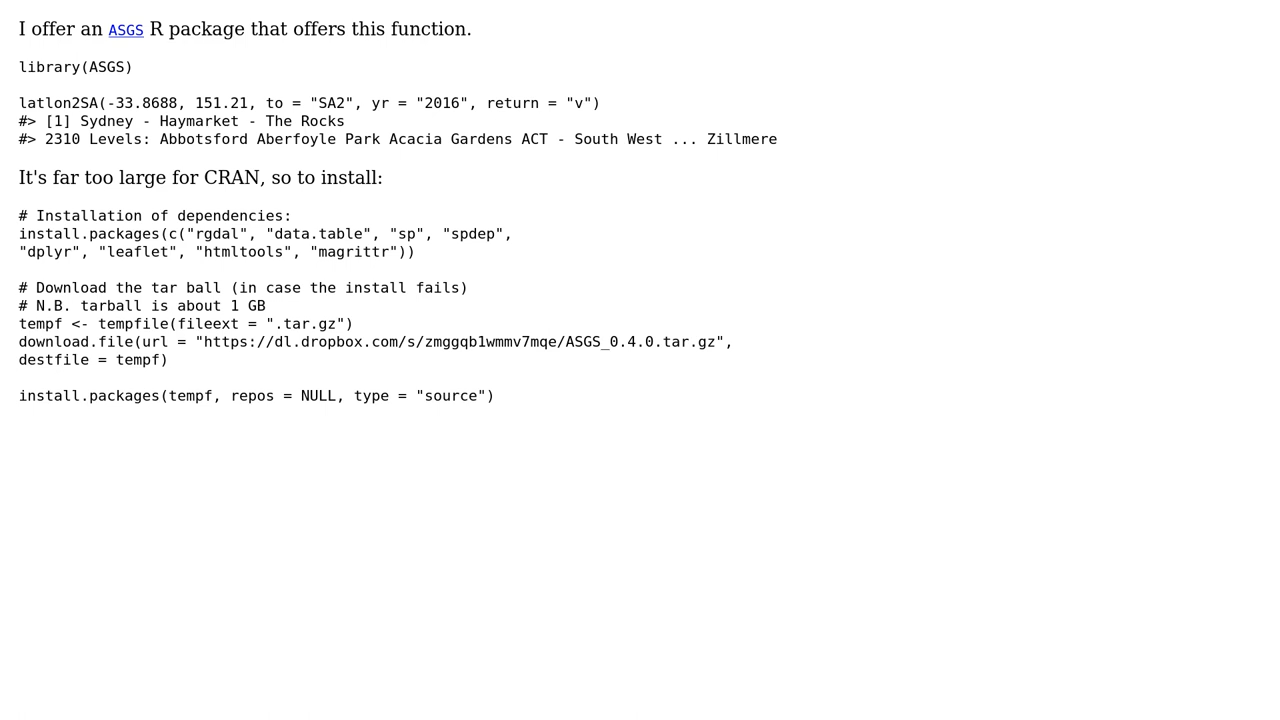 I offer an ASGS R package that offers this function.
library(ASGS)
latlon2SA(-33.8688, 151.21, to = "SA2", yr = "2016", return = "v")
#> [1] Sydney - Haymarket - The Rocks
#> 2310 Levels: Abbotsford Aberfoyle Park Acacia Gardens ACT - South West ... Zillmere
It's far too large for CRAN, so to install:
# Installation of dependencies:
install.packages(c("rgdal", "data.table", "sp", "spdep",
"dplyr", "leaflet", "htmltools", "magrittr"))
# Download the tar ball (in case the install fails)
# N.B. tarball is about 1 GB
tempf <- tempfile(fileext = ".tar.gz")
download.file(url = "https://dl.dropbox.com/s/zmggqb1wmmv7mqe/ASGS_0.4.0.tar.gz",
destfile = tempf)
install.packages(tempf, repos = NULL, type = "source")